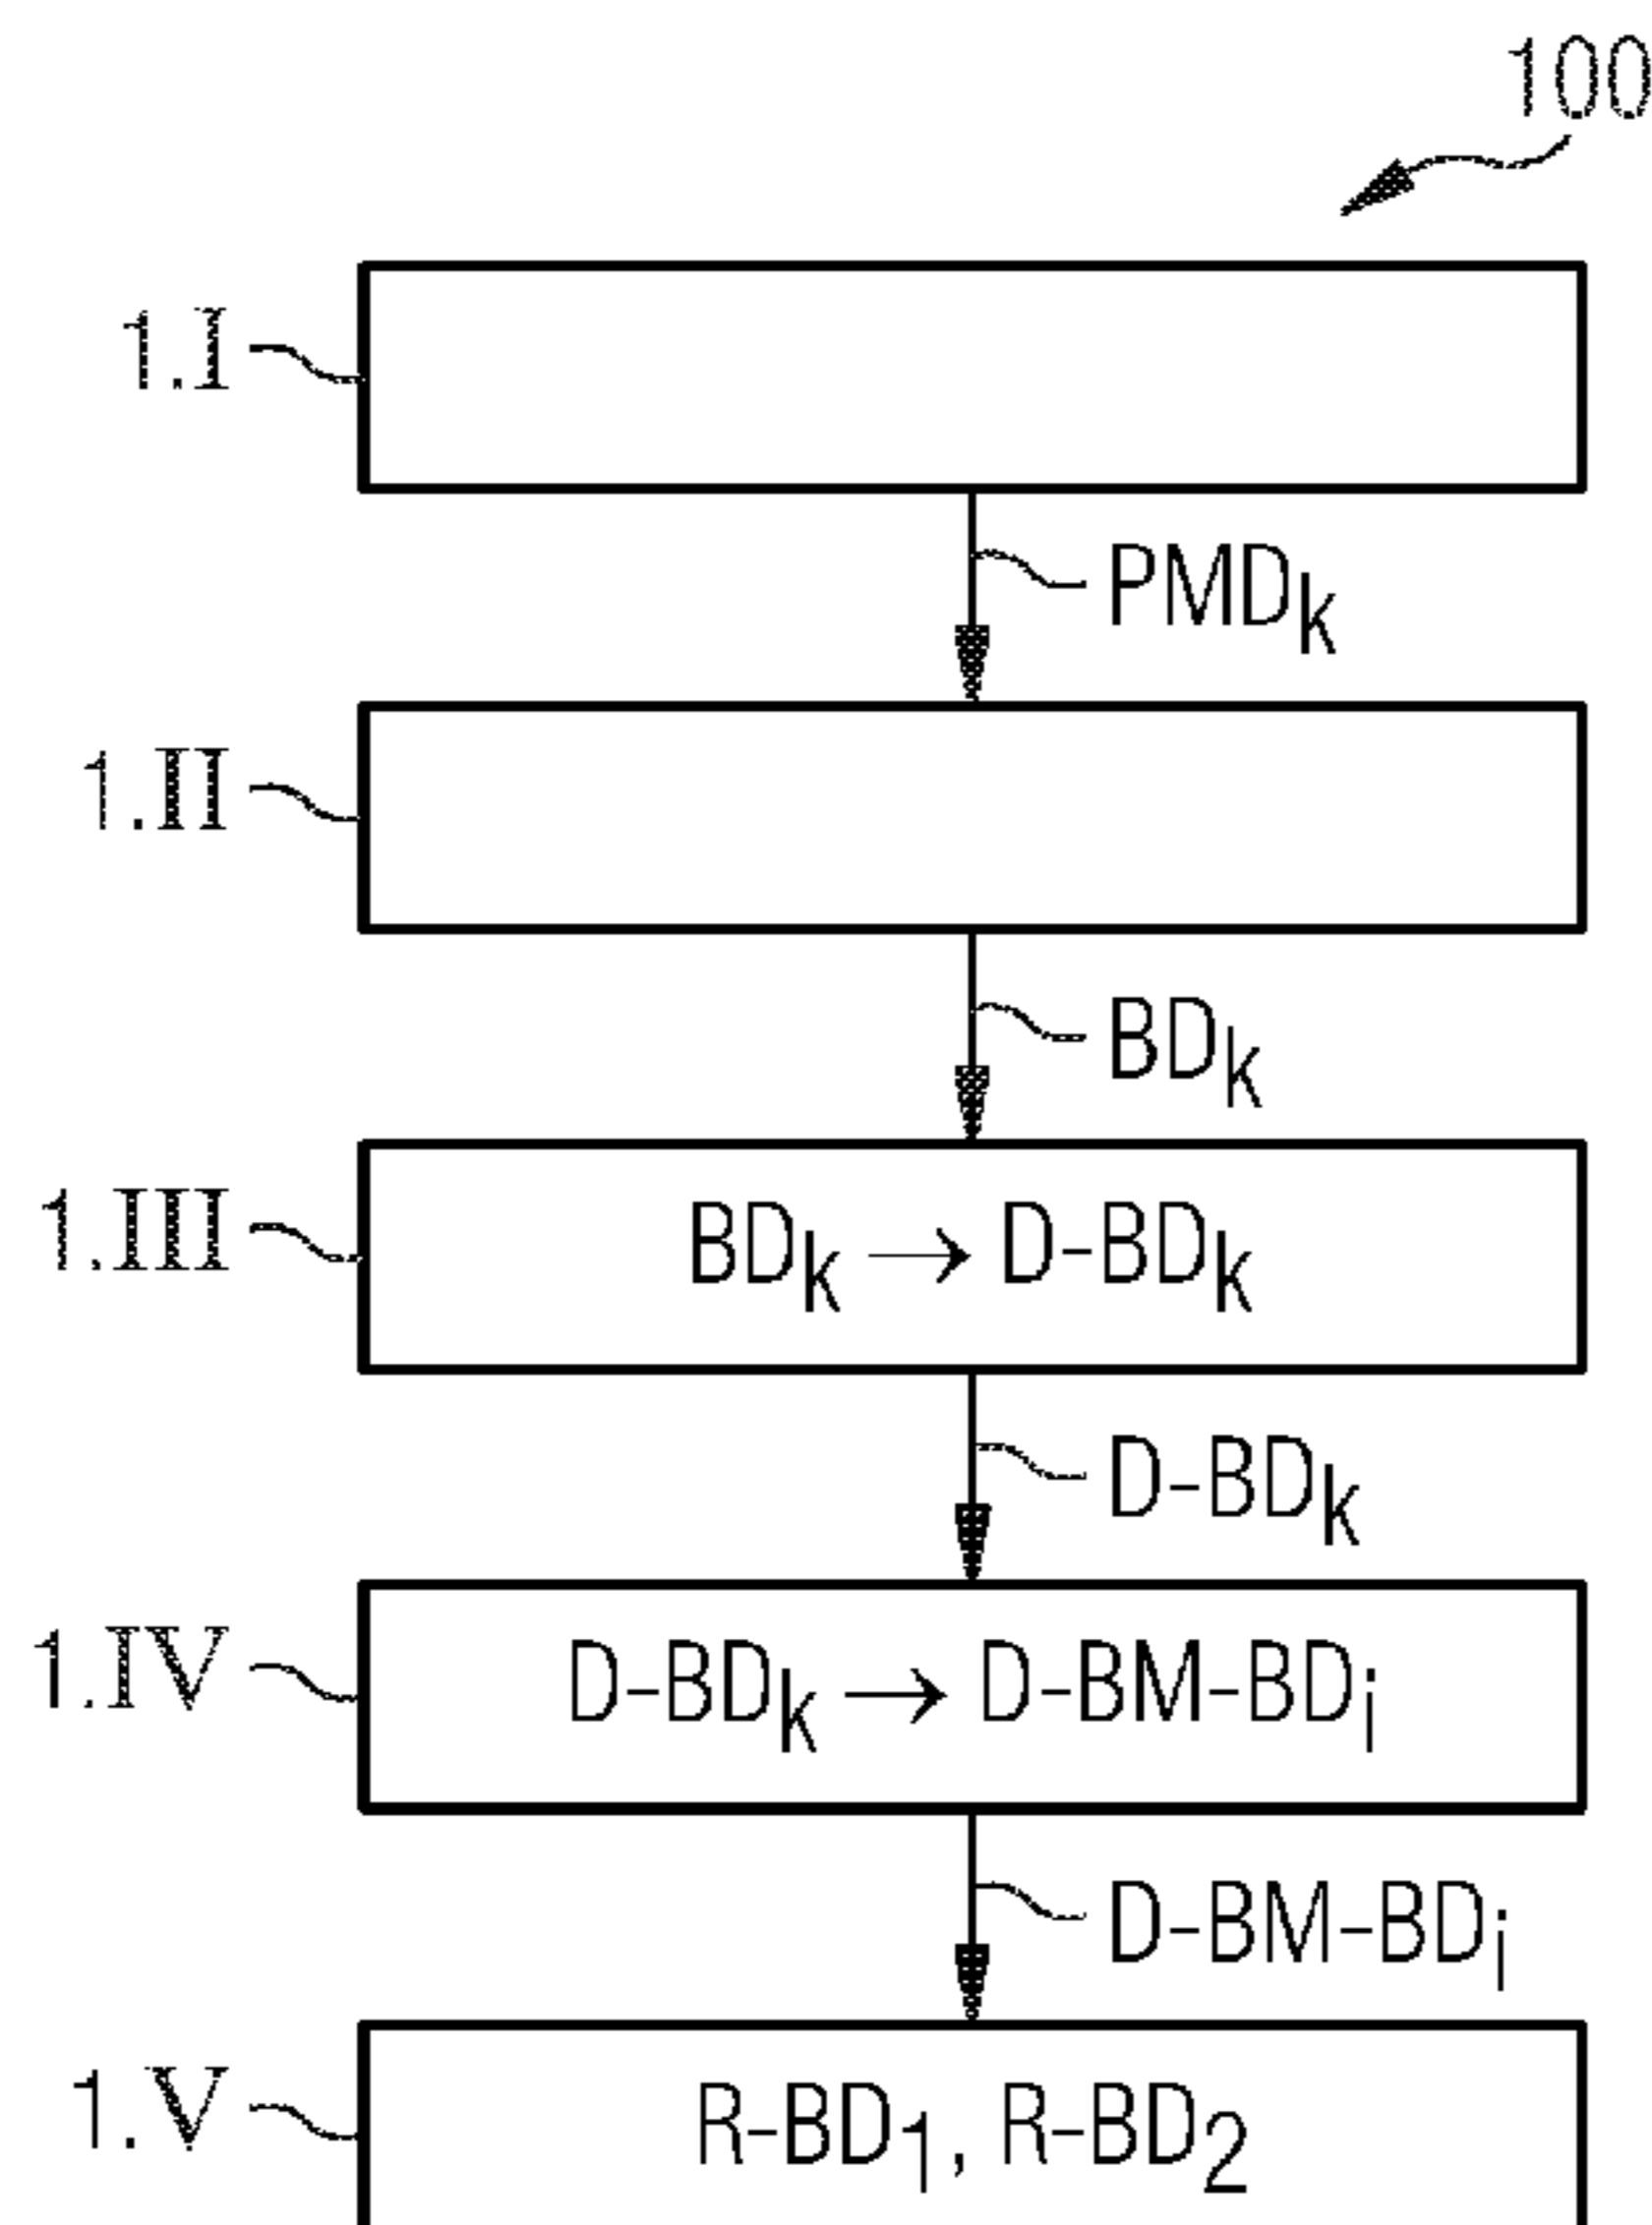 100
1.I
PMDk
1.II
BDk
1.III
BDk → D-BDk
D-BDk
1.IV
D-BDk → D-BM-BDi
D-BM-BDi
1.V
R-BD1, R-BD2